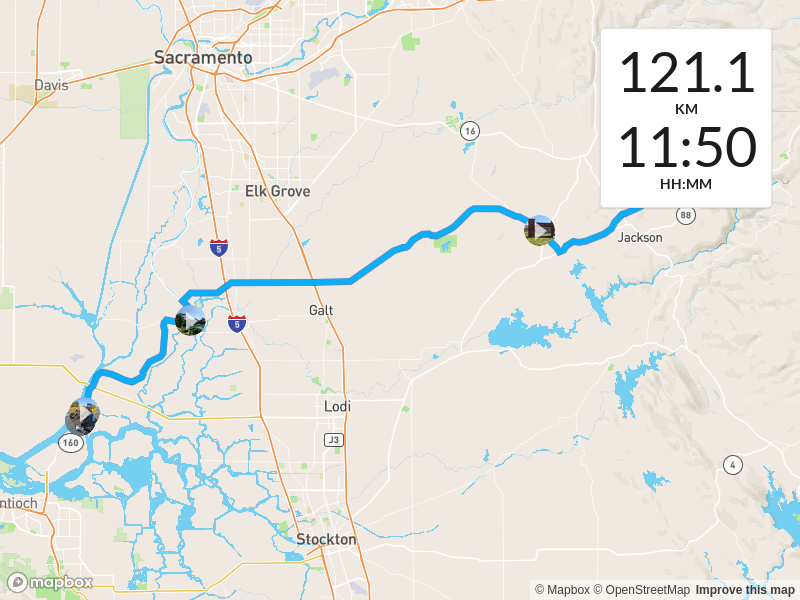 Sacramento
Davis
121.1
KM
11:50
HH:MM
16
Elk Grove
88
Jackson
5
Galt
5
Lodi
J3
160
4
ntioch
Stockton
mapbox
© Mapbox © OpenStreetMap Improve this map